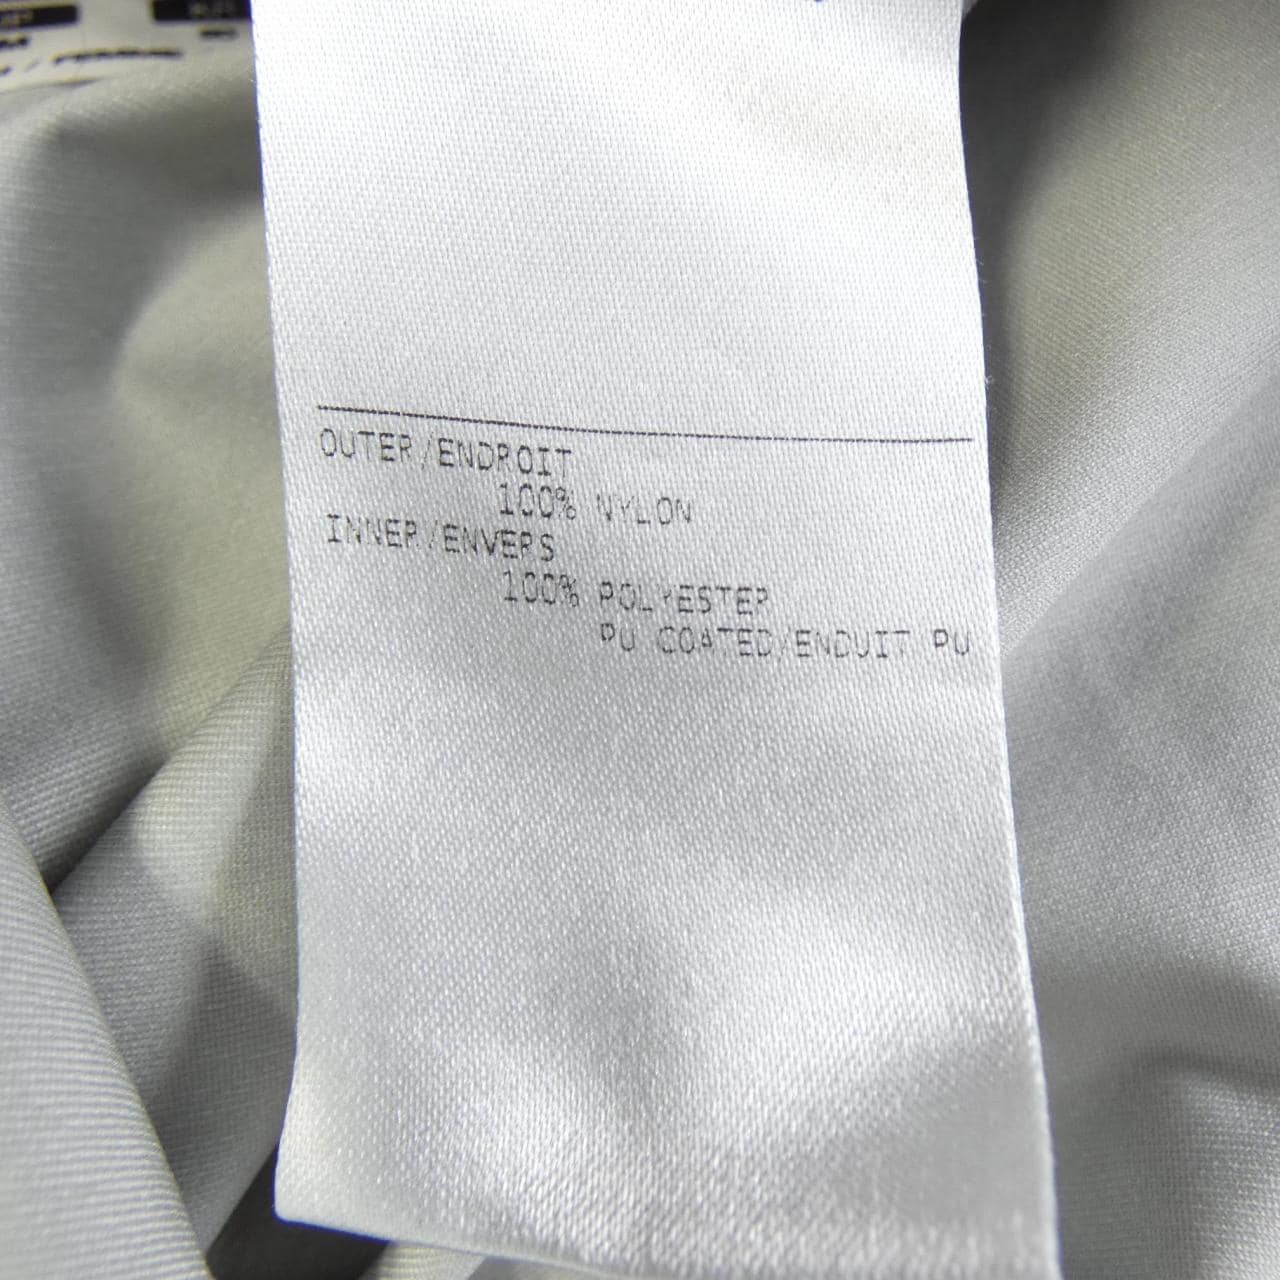 OUTER/ENDROIT
100% NYLON
INNER/ENVERS
100% POLYESTER
PU COATED/ENDUIT PU